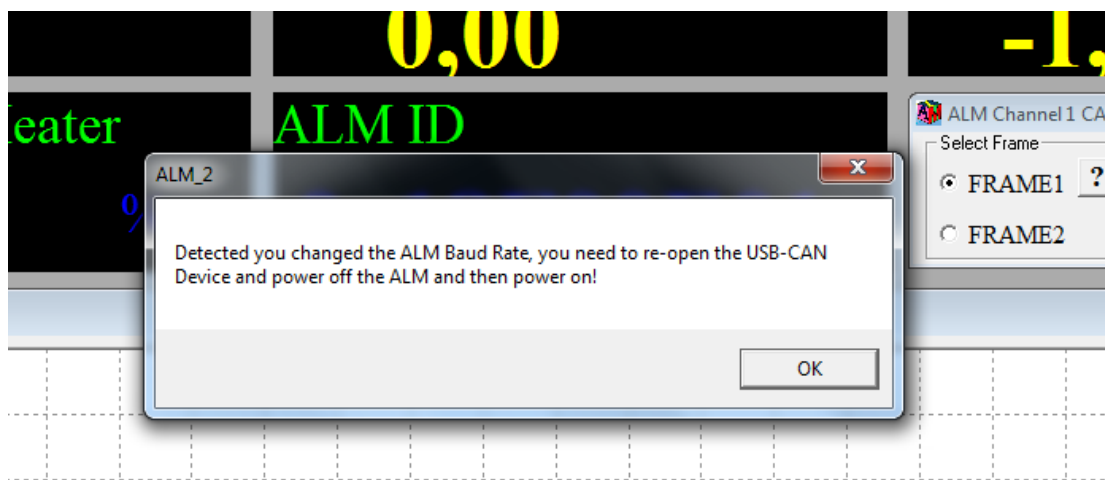 0,00
-1,
eater
ALM ID
ALM Channel 1 CA
Select Frame
FRAME1
?
FRAME2
%
ALM_2
Detected you changed the ALM Baud Rate, you need to re-open the USB-CAN
Device and power off the ALM and then power on!
OK